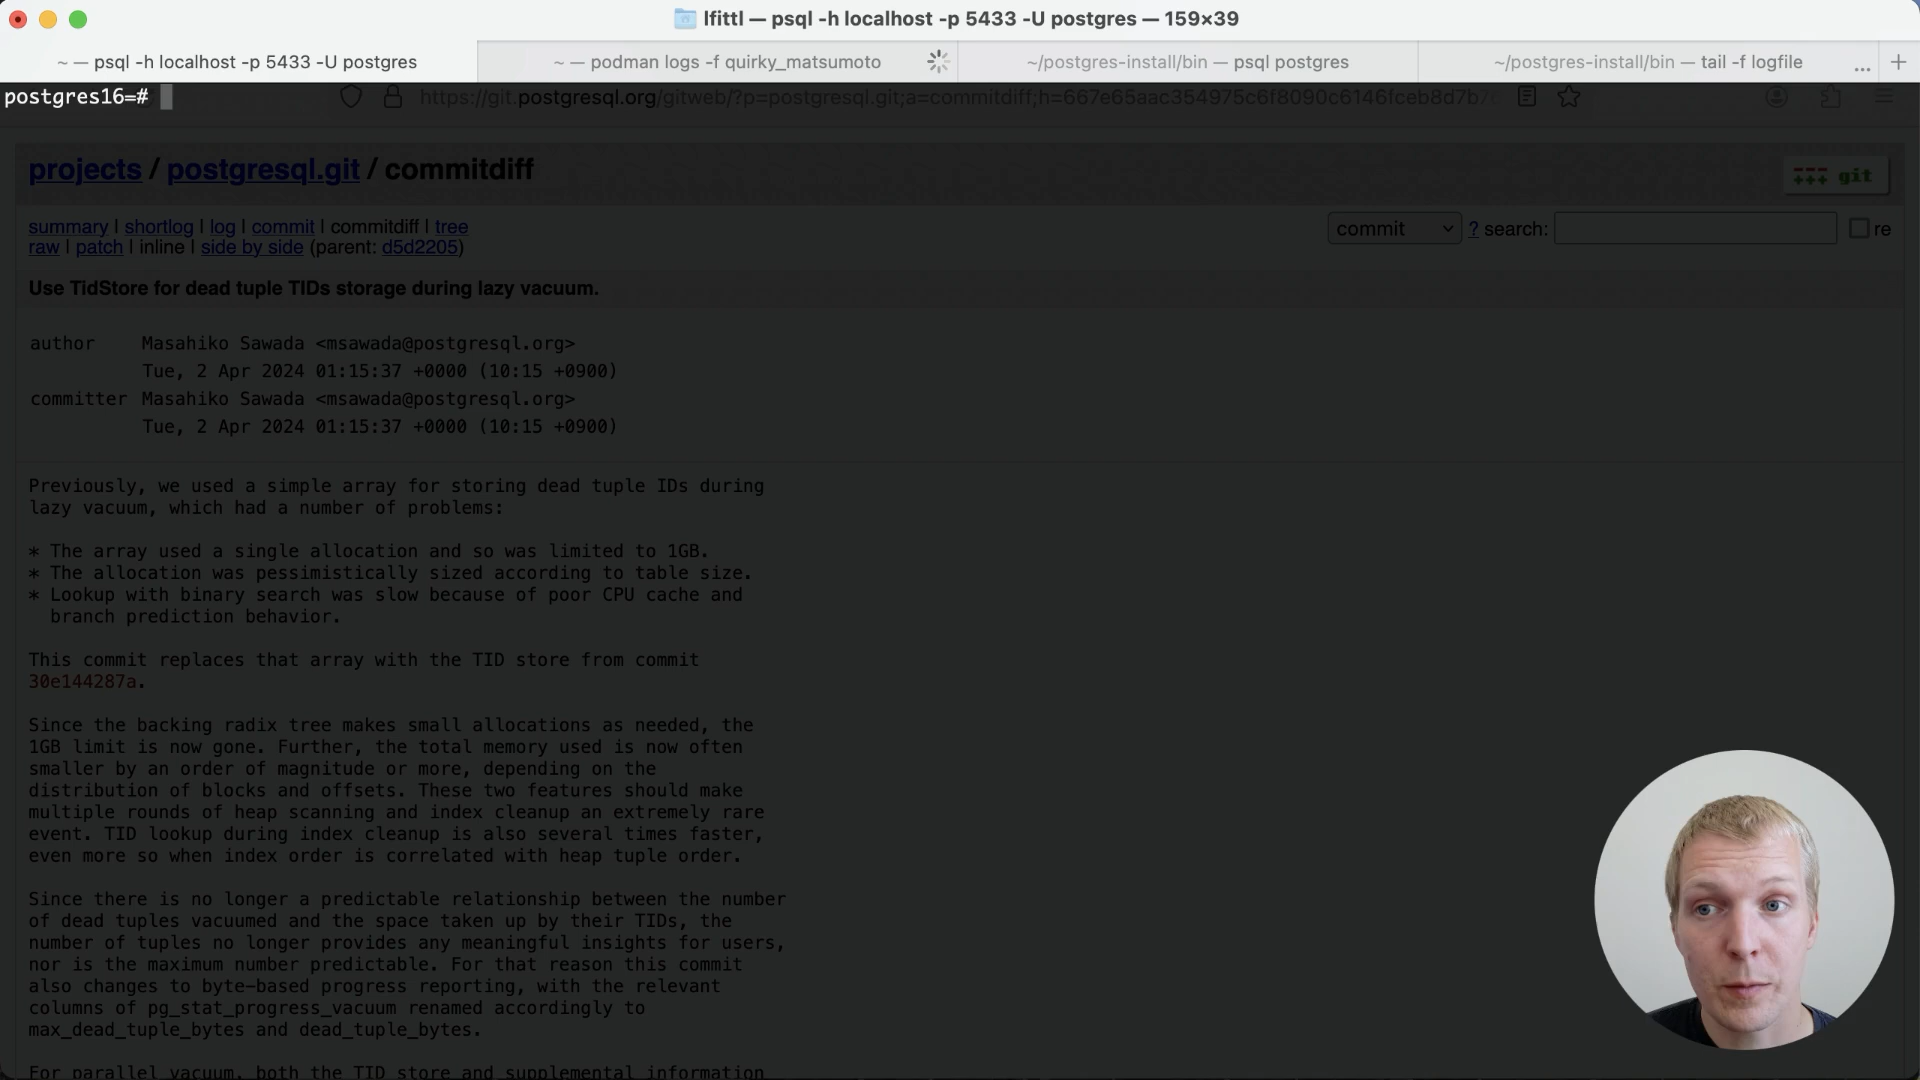 lfittl — psql -h localhost -p 5433 -U postgres — 159×39
~ — psql -h localhost -p 5433 -U postgres
~ — podman logs -f quirky_matsumoto
~/postgres-install/bin — psql postgres
~/postgres-install/bin — tail -f logfile
... +
postgres16=#
https://git.postgresql.org/gitweb/?p=postgresql.git;a=commitdiff;h=667e65aac354975c6f8090c6146fceb8d7b7
projects / postgresql.git / commitdiff
git
summary | shortlog | log | commit | commitdiff | tree
raw | patch | inline | side by side (parent: d5d2205)
commit ? search: re
Use TidStore for dead tuple TIDs storage during lazy vacuum.
author Masahiko Sawada <msawada@postgresql.org>
Tue, 2 Apr 2024 01:15:37 +0000 (10:15 +0900)
committer Masahiko Sawada <msawada@postgresql.org>
Tue, 2 Apr 2024 01:15:37 +0000 (10:15 +0900)
Previously, we used a simple array for storing dead tuple IDs during
lazy vacuum, which had a number of problems:
* The array used a single allocation and so was limited to 1GB.
* The allocation was pessimistically sized according to table size.
* Lookup with binary search was slow because of poor CPU cache and
branch prediction behavior.
This commit replaces that array with the TID store from commit
30e144287a.
Since the backing radix tree makes small allocations as needed, the
1GB limit is now gone. Further, the total memory used is now often
smaller by an order of magnitude or more, depending on the
distribution of blocks and offsets. These two features should make
multiple rounds of heap scanning and index cleanup an extremely rare
event. TID lookup during index cleanup is also several times faster,
even more so when index order is correlated with heap tuple order.
Since there is no longer a predictable relationship between the number
of dead tuples vacuumed and the space taken up by their TIDs, the
number of tuples no longer provides any meaningful insights for users,
nor is the maximum number predictable. For that reason this commit
also changes to byte-based progress reporting, with the relevant
columns of pg_stat_progress_vacuum renamed accordingly to
max_dead_tuple_bytes and dead_tuple_bytes.
For parallel vacuum, both the TID store and supplemental information